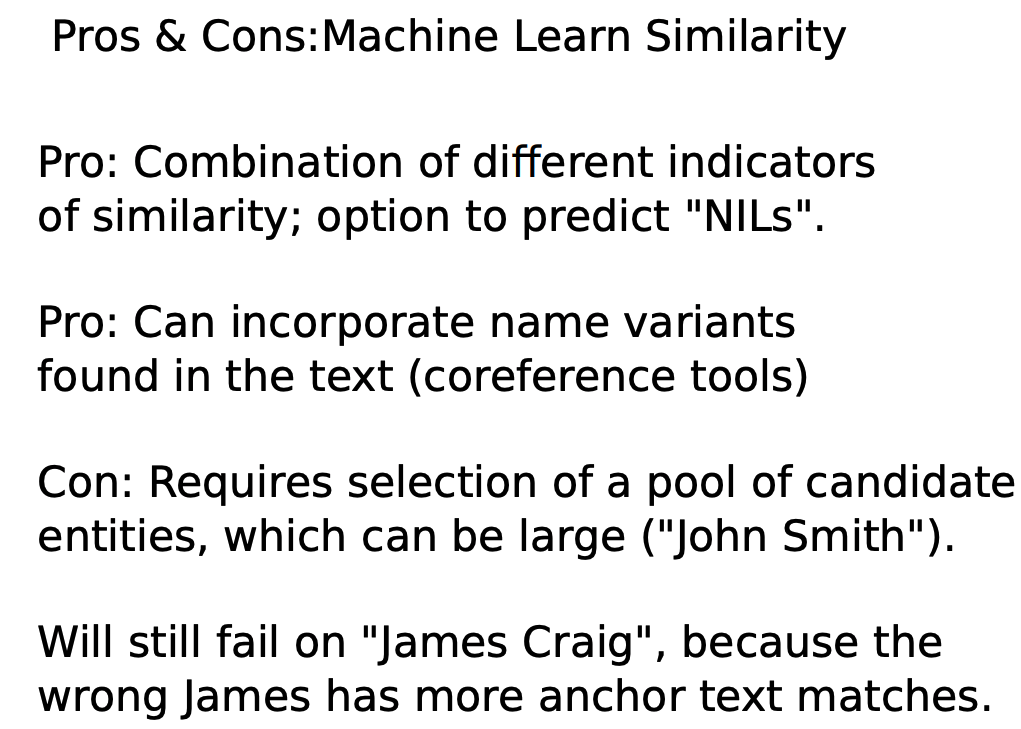 Pros & Cons:Machine Learn Similarity
Pro: Combination of different indicators
of similarity; option to predict "NILs".
Pro: Can incorporate name variants
found in the text (coreference tools)
Con: Requires selection of a pool of candidate
entities, which can be large ("John Smith").
Will still fail on "James Craig", because the
wrong James has more anchor text matches.